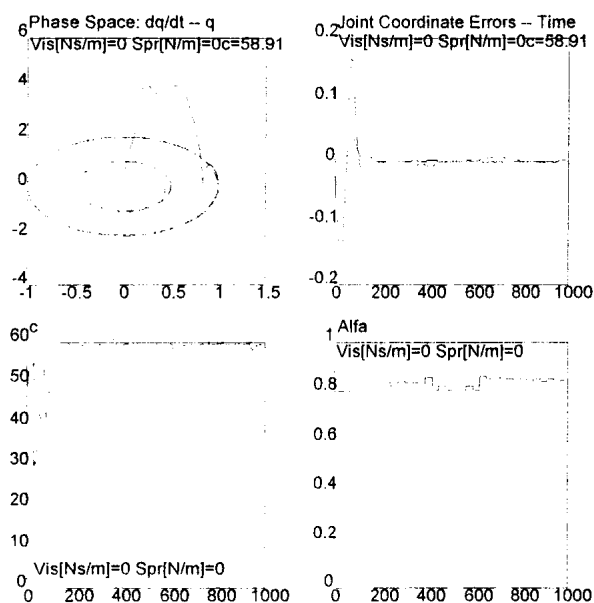 Phase Space: dq/dt -- q
Vis[Ns/m]=0 Spr[N/m]=0c=58.91
6
4
2
0
-2
-4
-1 -0.5 0 0.5 1 1.5
Joint Coordinate Errors -- Time
Vis[Ns/m]=0 Spr[N/m]=0c=58.91
0.2
0.1
0
-0.1
-0.2
0 200 400 600 800 1000
c
60
50
40
30
20
10
0
Vis[Ns/m]=0 Spr[N/m]=0
0 200 400 600 800 1000
Alfa
Vis[Ns/m]=0 Spr[N/m]=0
1
0.8
0.6
0.4
0.2
0
0 200 400 600 800 1000